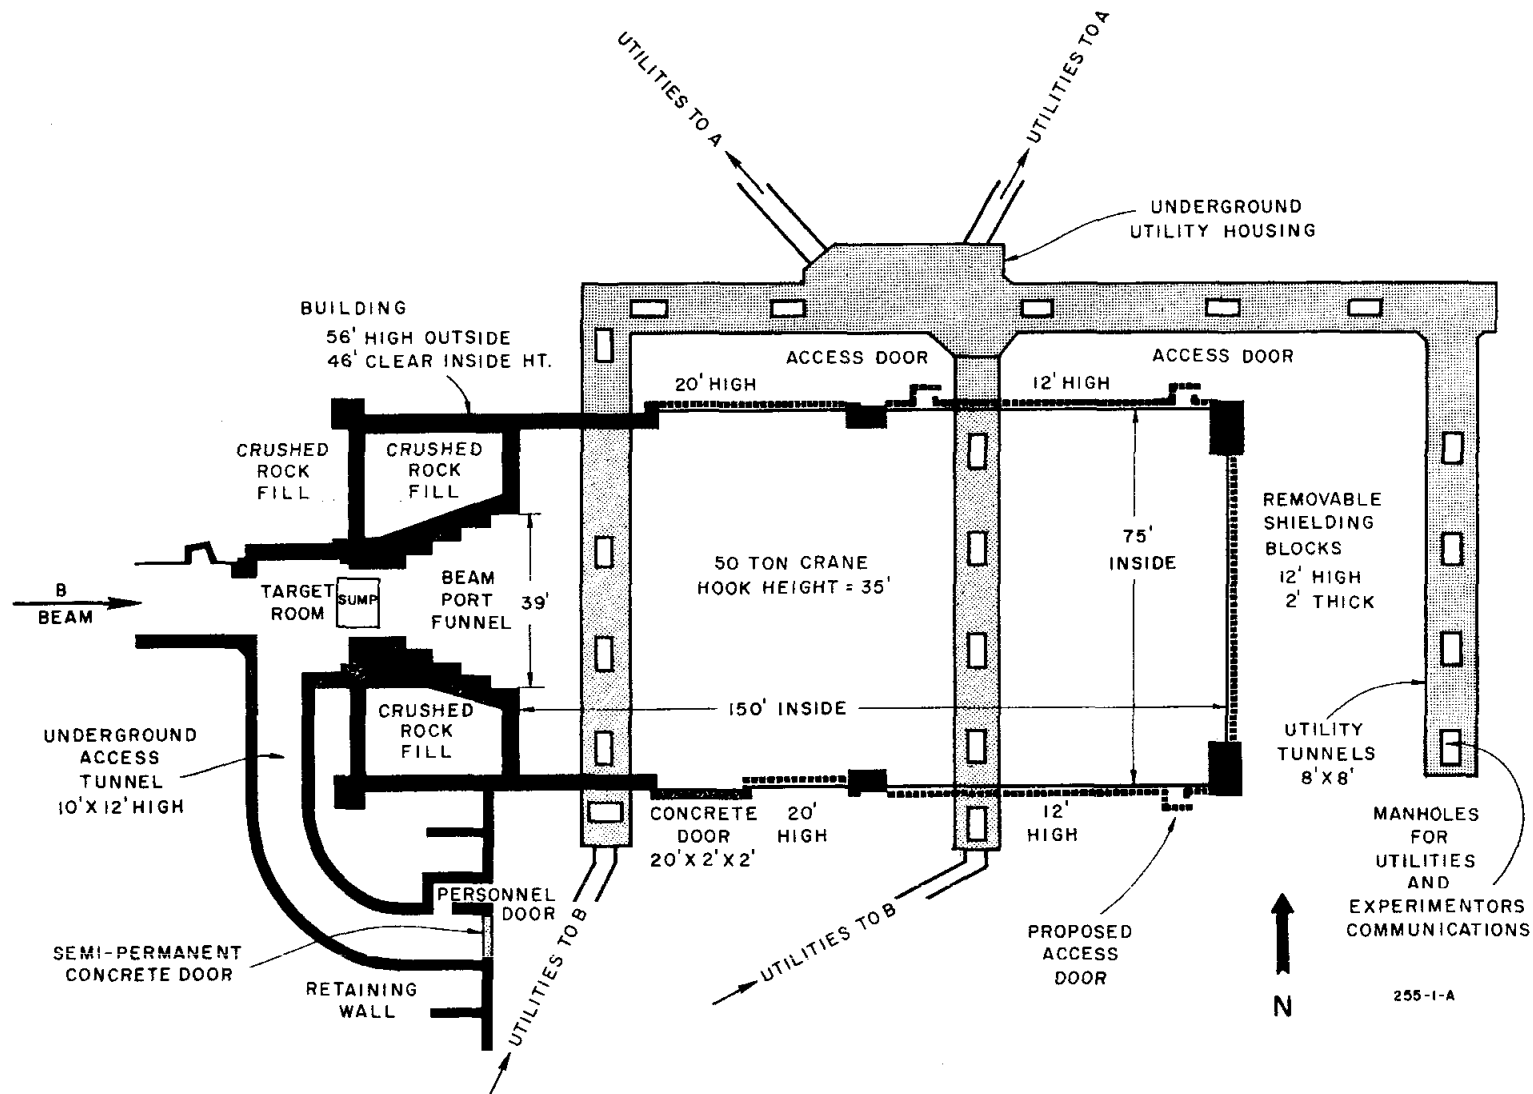 UTILITIES TO A
UTILITIES TO A
UNDERGROUND
UTILITY HOUSING
BUILDING
56' HIGH OUTSIDE
46' CLEAR INSIDE HT.
ACCESS DOOR
ACCESS DOOR
20' HIGH
12' HIGH
CRUSHED
ROCK
FILL
CRUSHED
ROCK
FILL
REMOVABLE
SHIELDING
BLOCKS
12' HIGH
2' THICK
75'
INSIDE
50 TON CRANE
HOOK HEIGHT = 35'
B
BEAM
TARGET
ROOM
SUMP
BEAM
PORT
FUNNEL
39'
150' INSIDE
CRUSHED
ROCK
FILL
UNDERGROUND
ACCESS
TUNNEL
10' X 12' HIGH
UTILITY
TUNNELS
8' X 8'
CONCRETE
DOOR
20' X 2' X 2'
20'
HIGH
12'
HIGH
MANHOLES
FOR
UTILITIES
AND
EXPERIMENTORS
COMMUNICATIONS
PERSONNEL
DOOR
SEMI-PERMANENT
CONCRETE DOOR
RETAINING
WALL
UTILITIES TO B
UTILITIES TO B
PROPOSED
ACCESS
DOOR
N
255-1-A